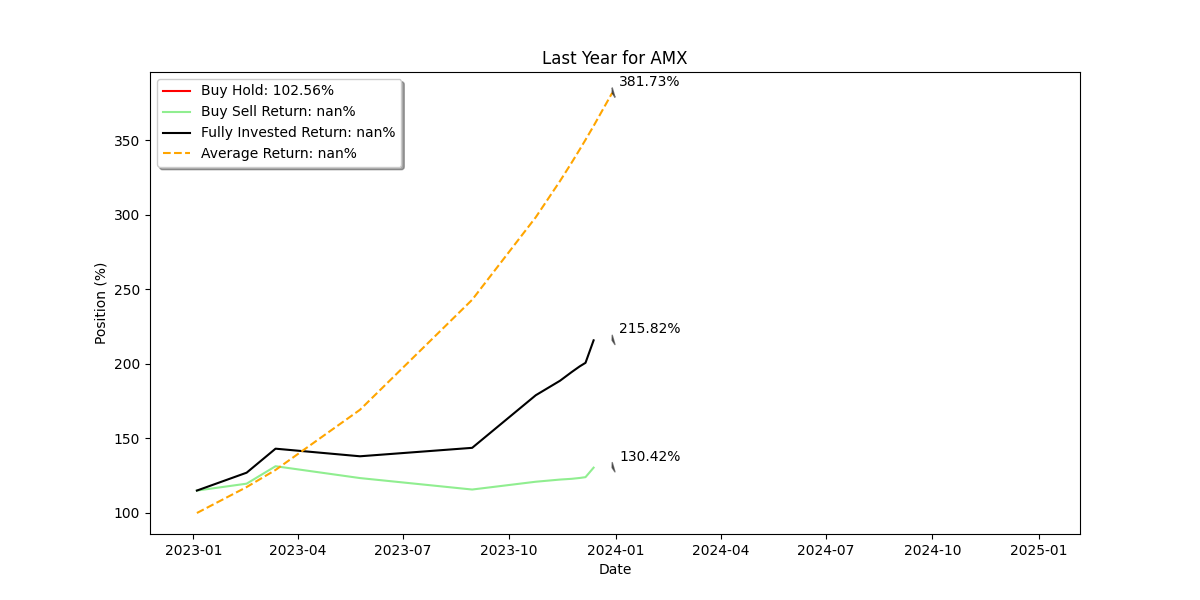 Last Year for AMX
381.73%
Buy Hold: 102.56%
Buy Sell Return: nan%
Fully Invested Return: nan%
Average Return: nan%
350
300
250
200
150
100
Position (%)
215.82%
130.42%
2023-01 2023-04 2023-07 2023-10 2024-01 2024-04 2024-07 2024-10 2025-01
Date